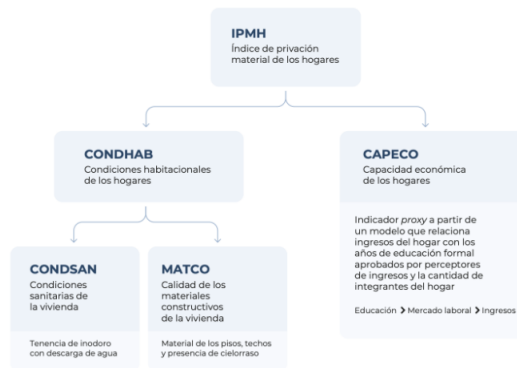 IPMH
Índice de privación
material de los hogares
CONDHAB
Condiciones habitacionales
de los hogares
CAPECO
Capacidad económica
de los hogares
Indicador proxy a partir de
un modelo que relaciona
ingresos del hogar con los
años de educación formal
aprobados por perceptores
de ingresos y la cantidad de
integrantes del hogar
Educación > Mercado laboral > Ingresos
CONDSAN
Condiciones
sanitarias de
la vivienda
Tenencia de inodoro
con descarga de agua
MATCO
Calidad de los
materiales
constructivos
de la vivienda
Material de los pisos, techos
y presencia de cielorraso